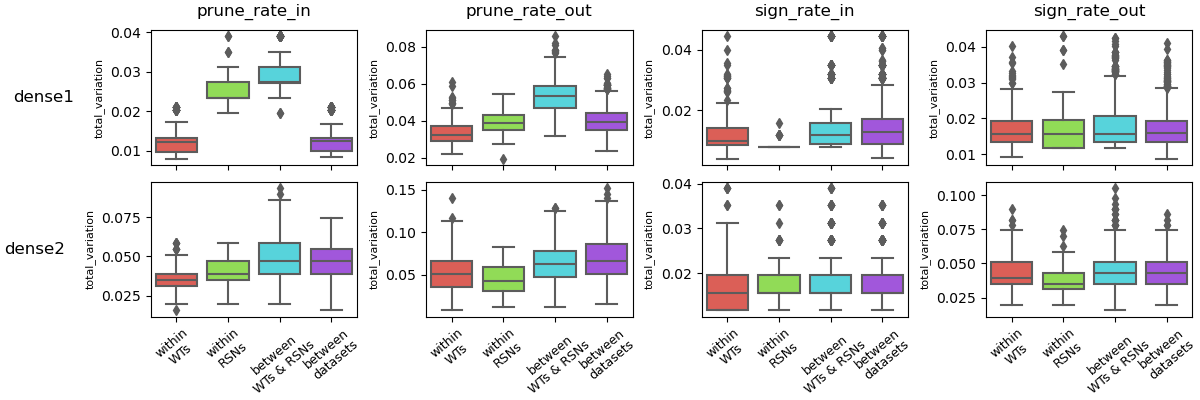 prune_rate_in prune_rate_out sign_rate_in sign_rate_out
dense1
total_variation
0.04
0.03
0.02
0.01
total_variation
0.08
0.06
0.04
0.02
total_variation
0.04
0.02
total_variation
0.04
0.03
0.02
0.01
dense2
total_variation
0.075
0.050
0.025
total_variation
0.15
0.10
0.05
total_variation
0.04
0.02
total_variation
0.100
0.075
0.050
0.025
within
WTs
within
RSNs
between
WTs & RSNs
between
datasets
within
WTs
within
RSNs
between
WTs & RSNs
between
datasets
within
WTs
within
RSNs
between
WTs & RSNs
between
datasets
within
WTs
within
RSNs
between
WTs & RSNs
between
datasets